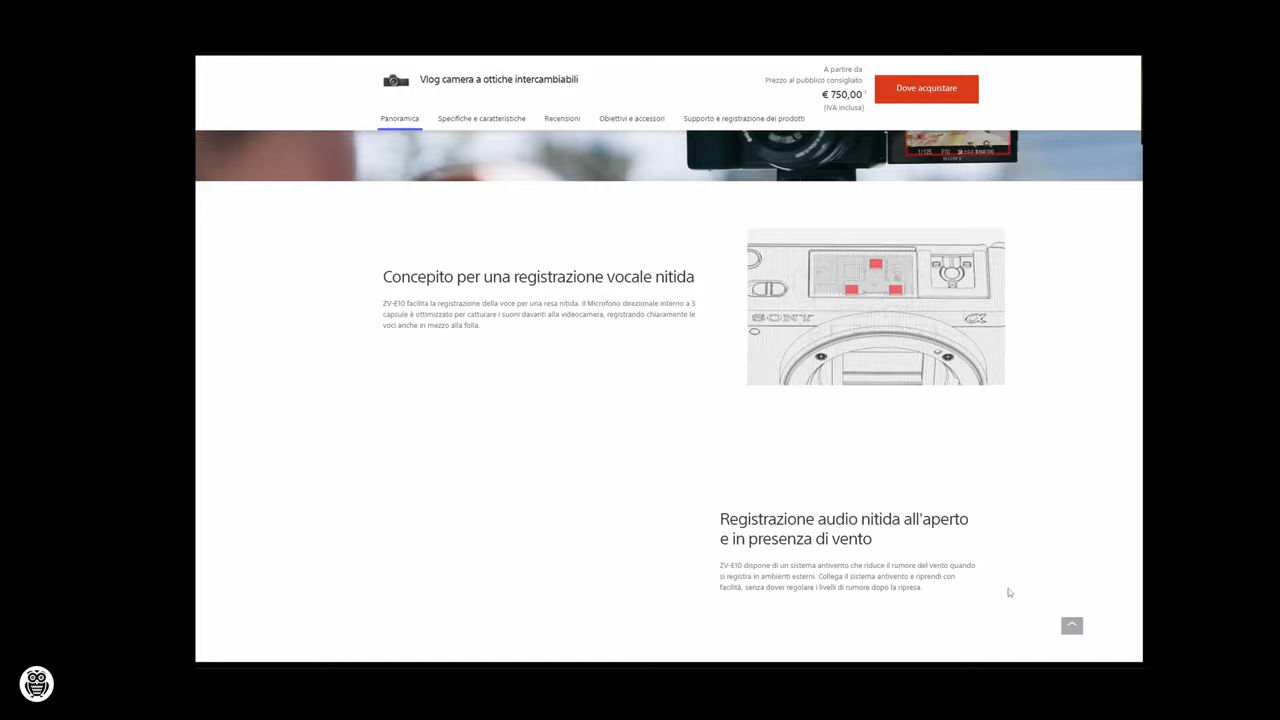 Vlog camera a ottiche intercambiabili
A partire da
Prezzo al pubblico consigliato
€ 750,00 ¹
(IVA inclusa)
Dove acquistare
Panoramica
Specifiche e caratteristiche
Recensioni
Obiettivi e accessori
Supporto e registrazione dei prodotti
1/125 F10
SONY
Concepito per una registrazione vocale nitida
ZV-E10 facilita la registrazione della voce per una resa nitida. Il Microfono direzionale interno a 3
capsule è ottimizzato per catturare i suoni davanti alla videocamera, registrando chiaramente le
voci anche in mezzo alla folla.
SONY
α
Registrazione audio nitida all'aperto
e in presenza di vento
ZV-E10 dispone di un sistema antivento che riduce il rumore del vento quando
si registra in ambienti esterni. Collega il sistema antivento e riprendi con
facilità, senza dover regolare i livelli di rumore dopo la ripresa.